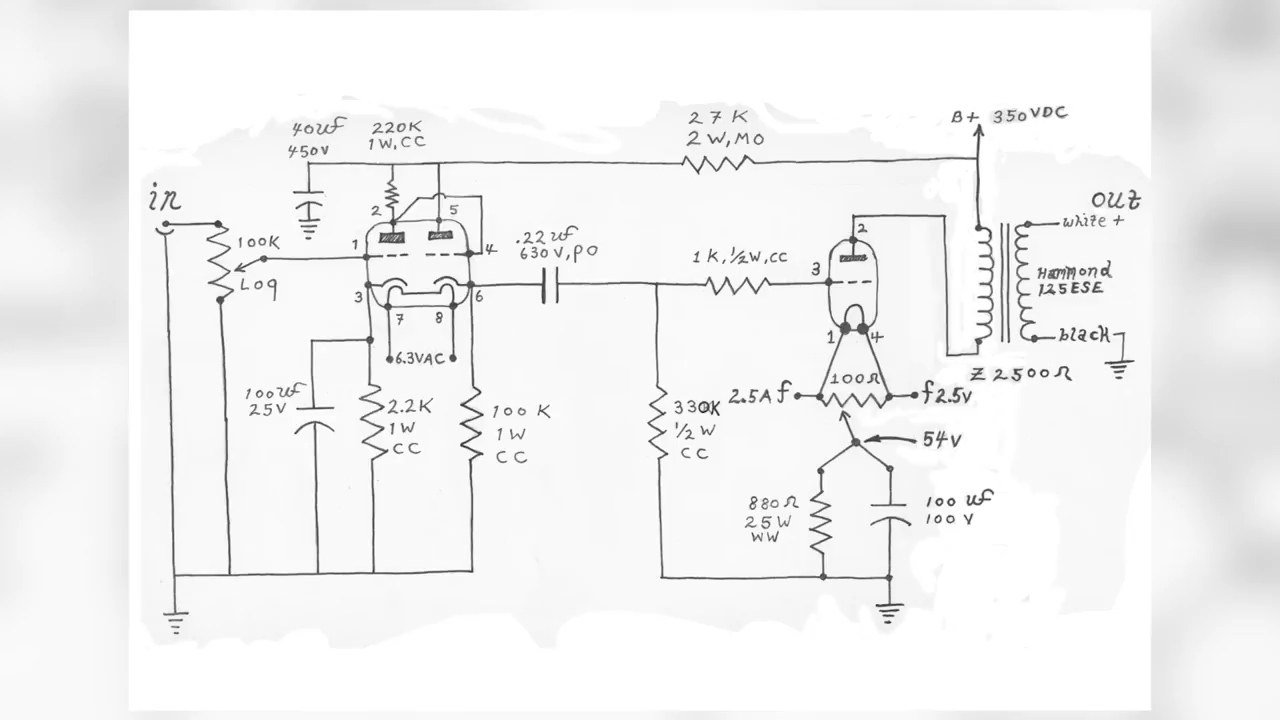 in
40uf
450V
220K
1W,CC
27K
2W,MO
B+ 350VDC
out
white +
Hammond
125ESE
black
Z 2500Ω
100K
Log
1
2
5
4
3
6
7
8
6.3VAC
.22uf
630V,PO
1K,½W,CC
2
3
1
4
100Ω
2.5A f
f 2.5v
54v
100uf
25V
2.2K
1W
CC
100K
1W
CC
330K
½W
CC
880Ω
25W
WW
100 uf
100 V